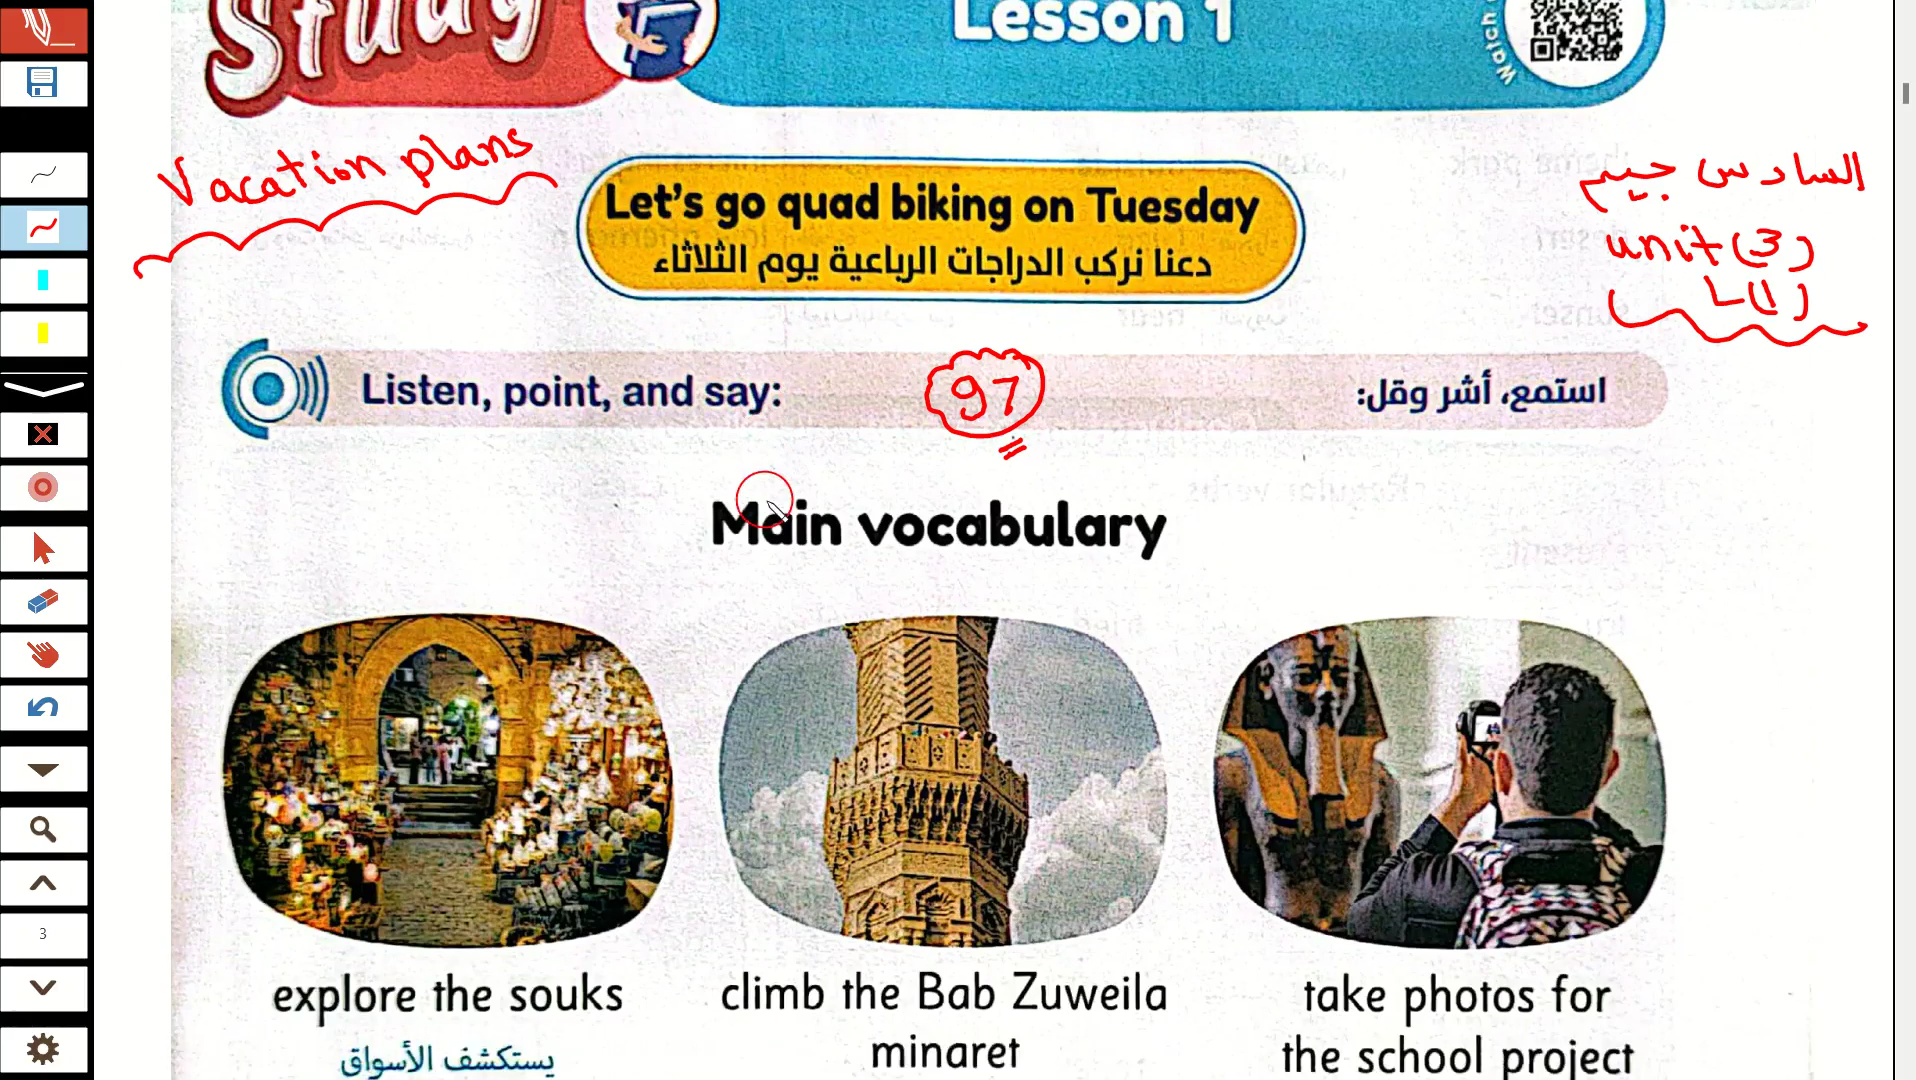 Study
Lesson 1
Watch
Vacation plans
السادس جيم
unit (3)
L(1)
Let's go quad biking on Tuesday
دعنا نركب الدراجات الرباعية يوم الثلاثاء
Listen, point, and say:
97
استمع، أشر وقل:
Main vocabulary
explore the souks
يستكشف الأسواق
climb the Bab Zuweila
minaret
take photos for
the school project
3